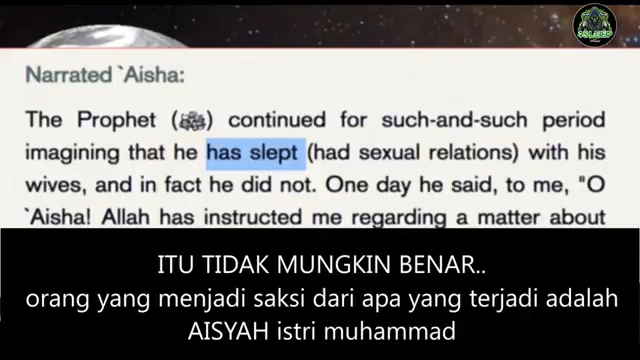 3SLEEP
Narrated `Aisha:
The Prophet (ﷺ) continued for such-and-such period
imagining that he has slept (had sexual relations) with his
wives, and in fact he did not. One day he said, to me, "O
`Aisha! Allah has instructed me regarding a matter about
ITU TIDAK MUNGKIN BENAR..
orang yang menjadi saksi dari apa yang terjadi adalah
AISYAH istri muhammad